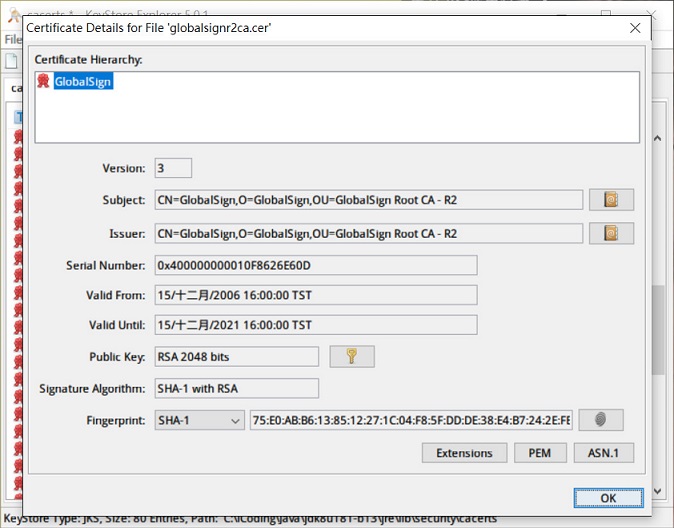 cacerts * - KeyStore Explorer 5.0.1
Certificate Details for File 'globalsignr2ca.cer'
File
Certificate Hierarchy:
ca
GlobalSign
T
Version: 3
Subject: CN=GlobalSign,O=GlobalSign,OU=GlobalSign Root CA - R2
Issuer: CN=GlobalSign,O=GlobalSign,OU=GlobalSign Root CA - R2
Serial Number: 0x400000000010F8626E60D
Valid From: 15/十二月/2006 16:00:00 TST
Valid Until: 15/十二月/2021 16:00:00 TST
Public Key: RSA 2048 bits
Signature Algorithm: SHA-1 with RSA
Fingerprint: SHA-1 75:E0:AB:B6:13:85:12:27:1C:04:F8:5F:DD:DE:38:E4:B7:24:2E:FE
Extensions PEM ASN.1
OK
KeyStore Type: JKS, Size: 80 Entries, Path: 'C:\iCoding\java\jdk8u181-b13\jre\lib\security\cacerts'